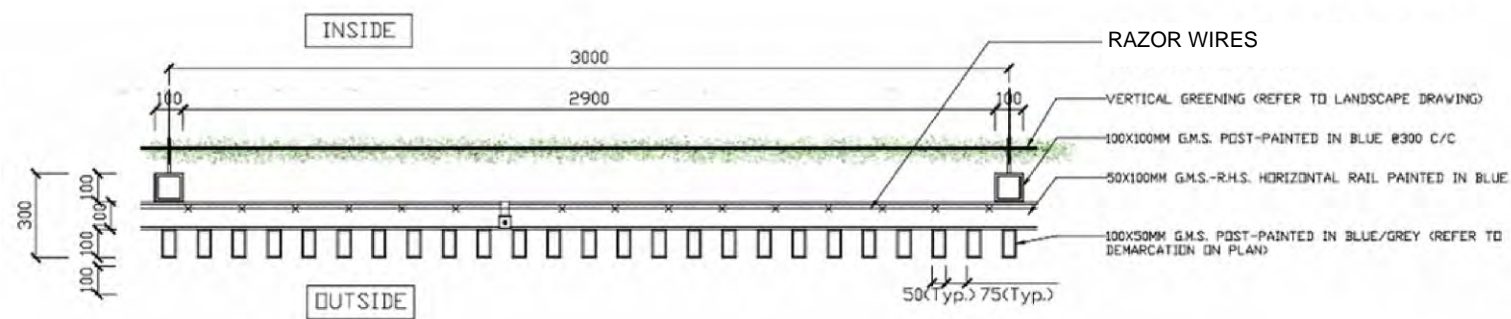 INSIDE
RAZOR WIRES
3000
100
2900
100
VERTICAL GREENING (REFER TO LANDSCAPE DRAWING)
100X100MM G.M.S. POST-PAINTED IN BLUE @300 C/C
50X100MM G.M.S.-R.H.S. HORIZONTAL RAIL PAINTED IN BLUE
300
100
100
100
100
100X50MM G.M.S. POST-PAINTED IN BLUE/GREY (REFER TO
DEMARCATION ON PLAN)
OUTSIDE
50(Typ.) 75(Typ.)